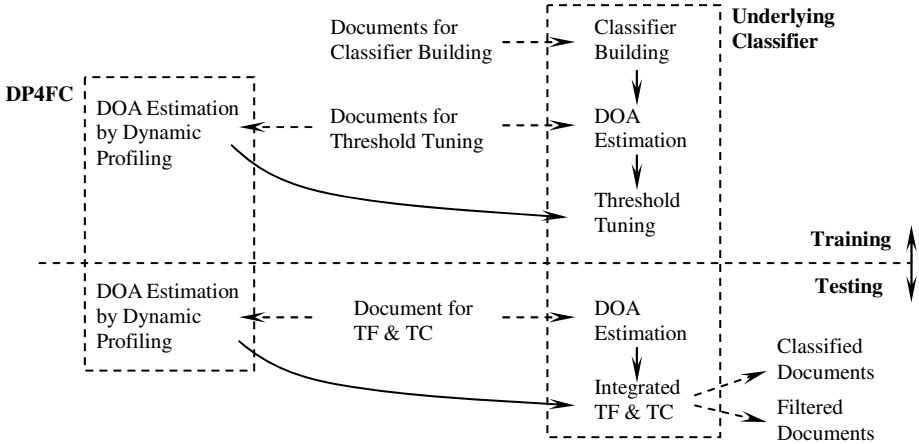 Documents for
Classifier Building
Classifier
Building
Underlying
Classifier
DP4FC
DOA Estimation
by Dynamic
Profiling
Documents for
Threshold Tuning
DOA
Estimation
Threshold
Tuning
Training
Testing
DOA Estimation
by Dynamic
Profiling
Document for
TF & TC
DOA
Estimation
Integrated
TF & TC
Classified
Documents
Filtered
Documents